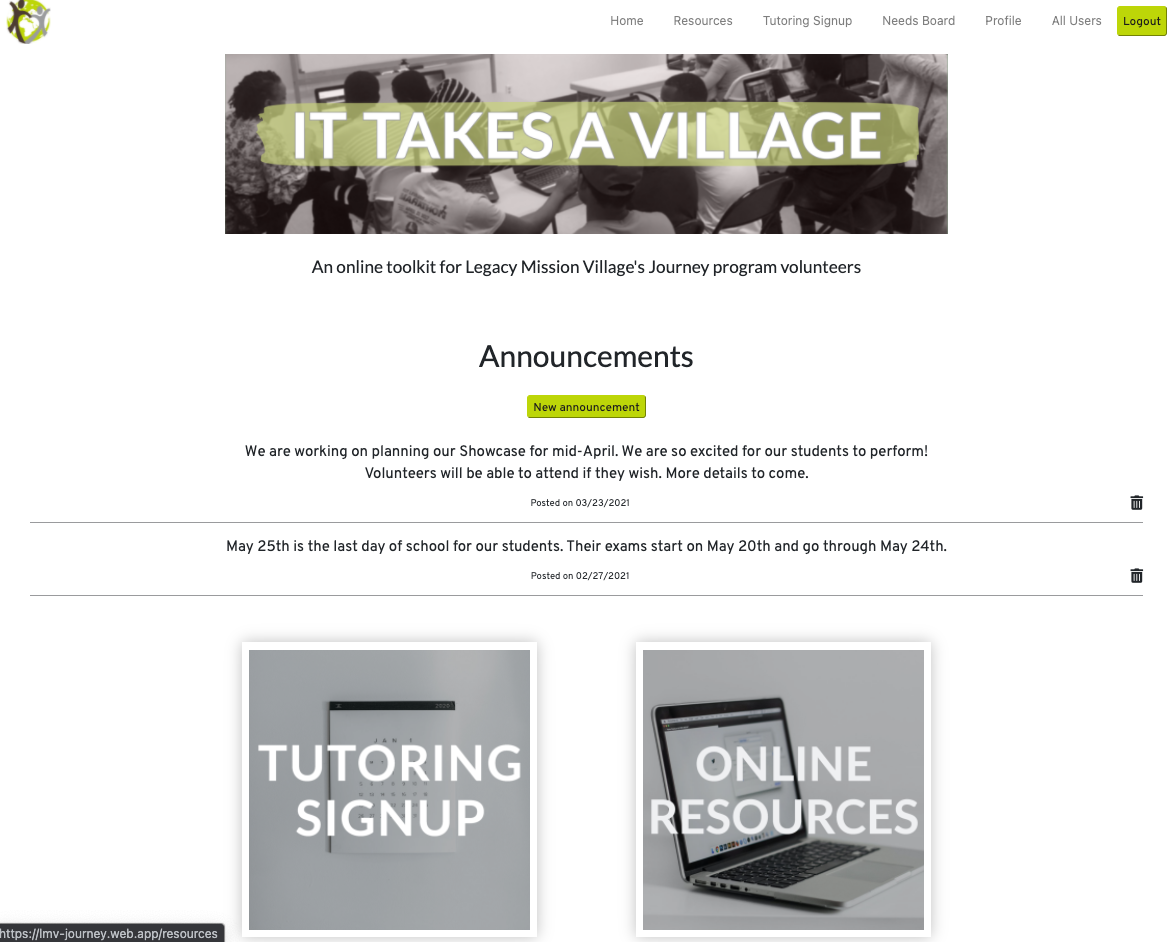 Home Resources Tutoring Signup Needs Board Profile All Users Logout
IT TAKES A VILLAGE
An online toolkit for Legacy Mission Village's Journey program volunteers
Announcements
New announcement
We are working on planning our Showcase for mid-April. We are so excited for our students to perform!
Volunteers will be able to attend if they wish. More details to come.
Posted on 03/23/2021
May 25th is the last day of school for our students. Their exams start on May 20th and go through May 24th.
Posted on 02/27/2021
TUTORING
SIGNUP
ONLINE
RESOURCES
https://lmv-journey.web.app/resources